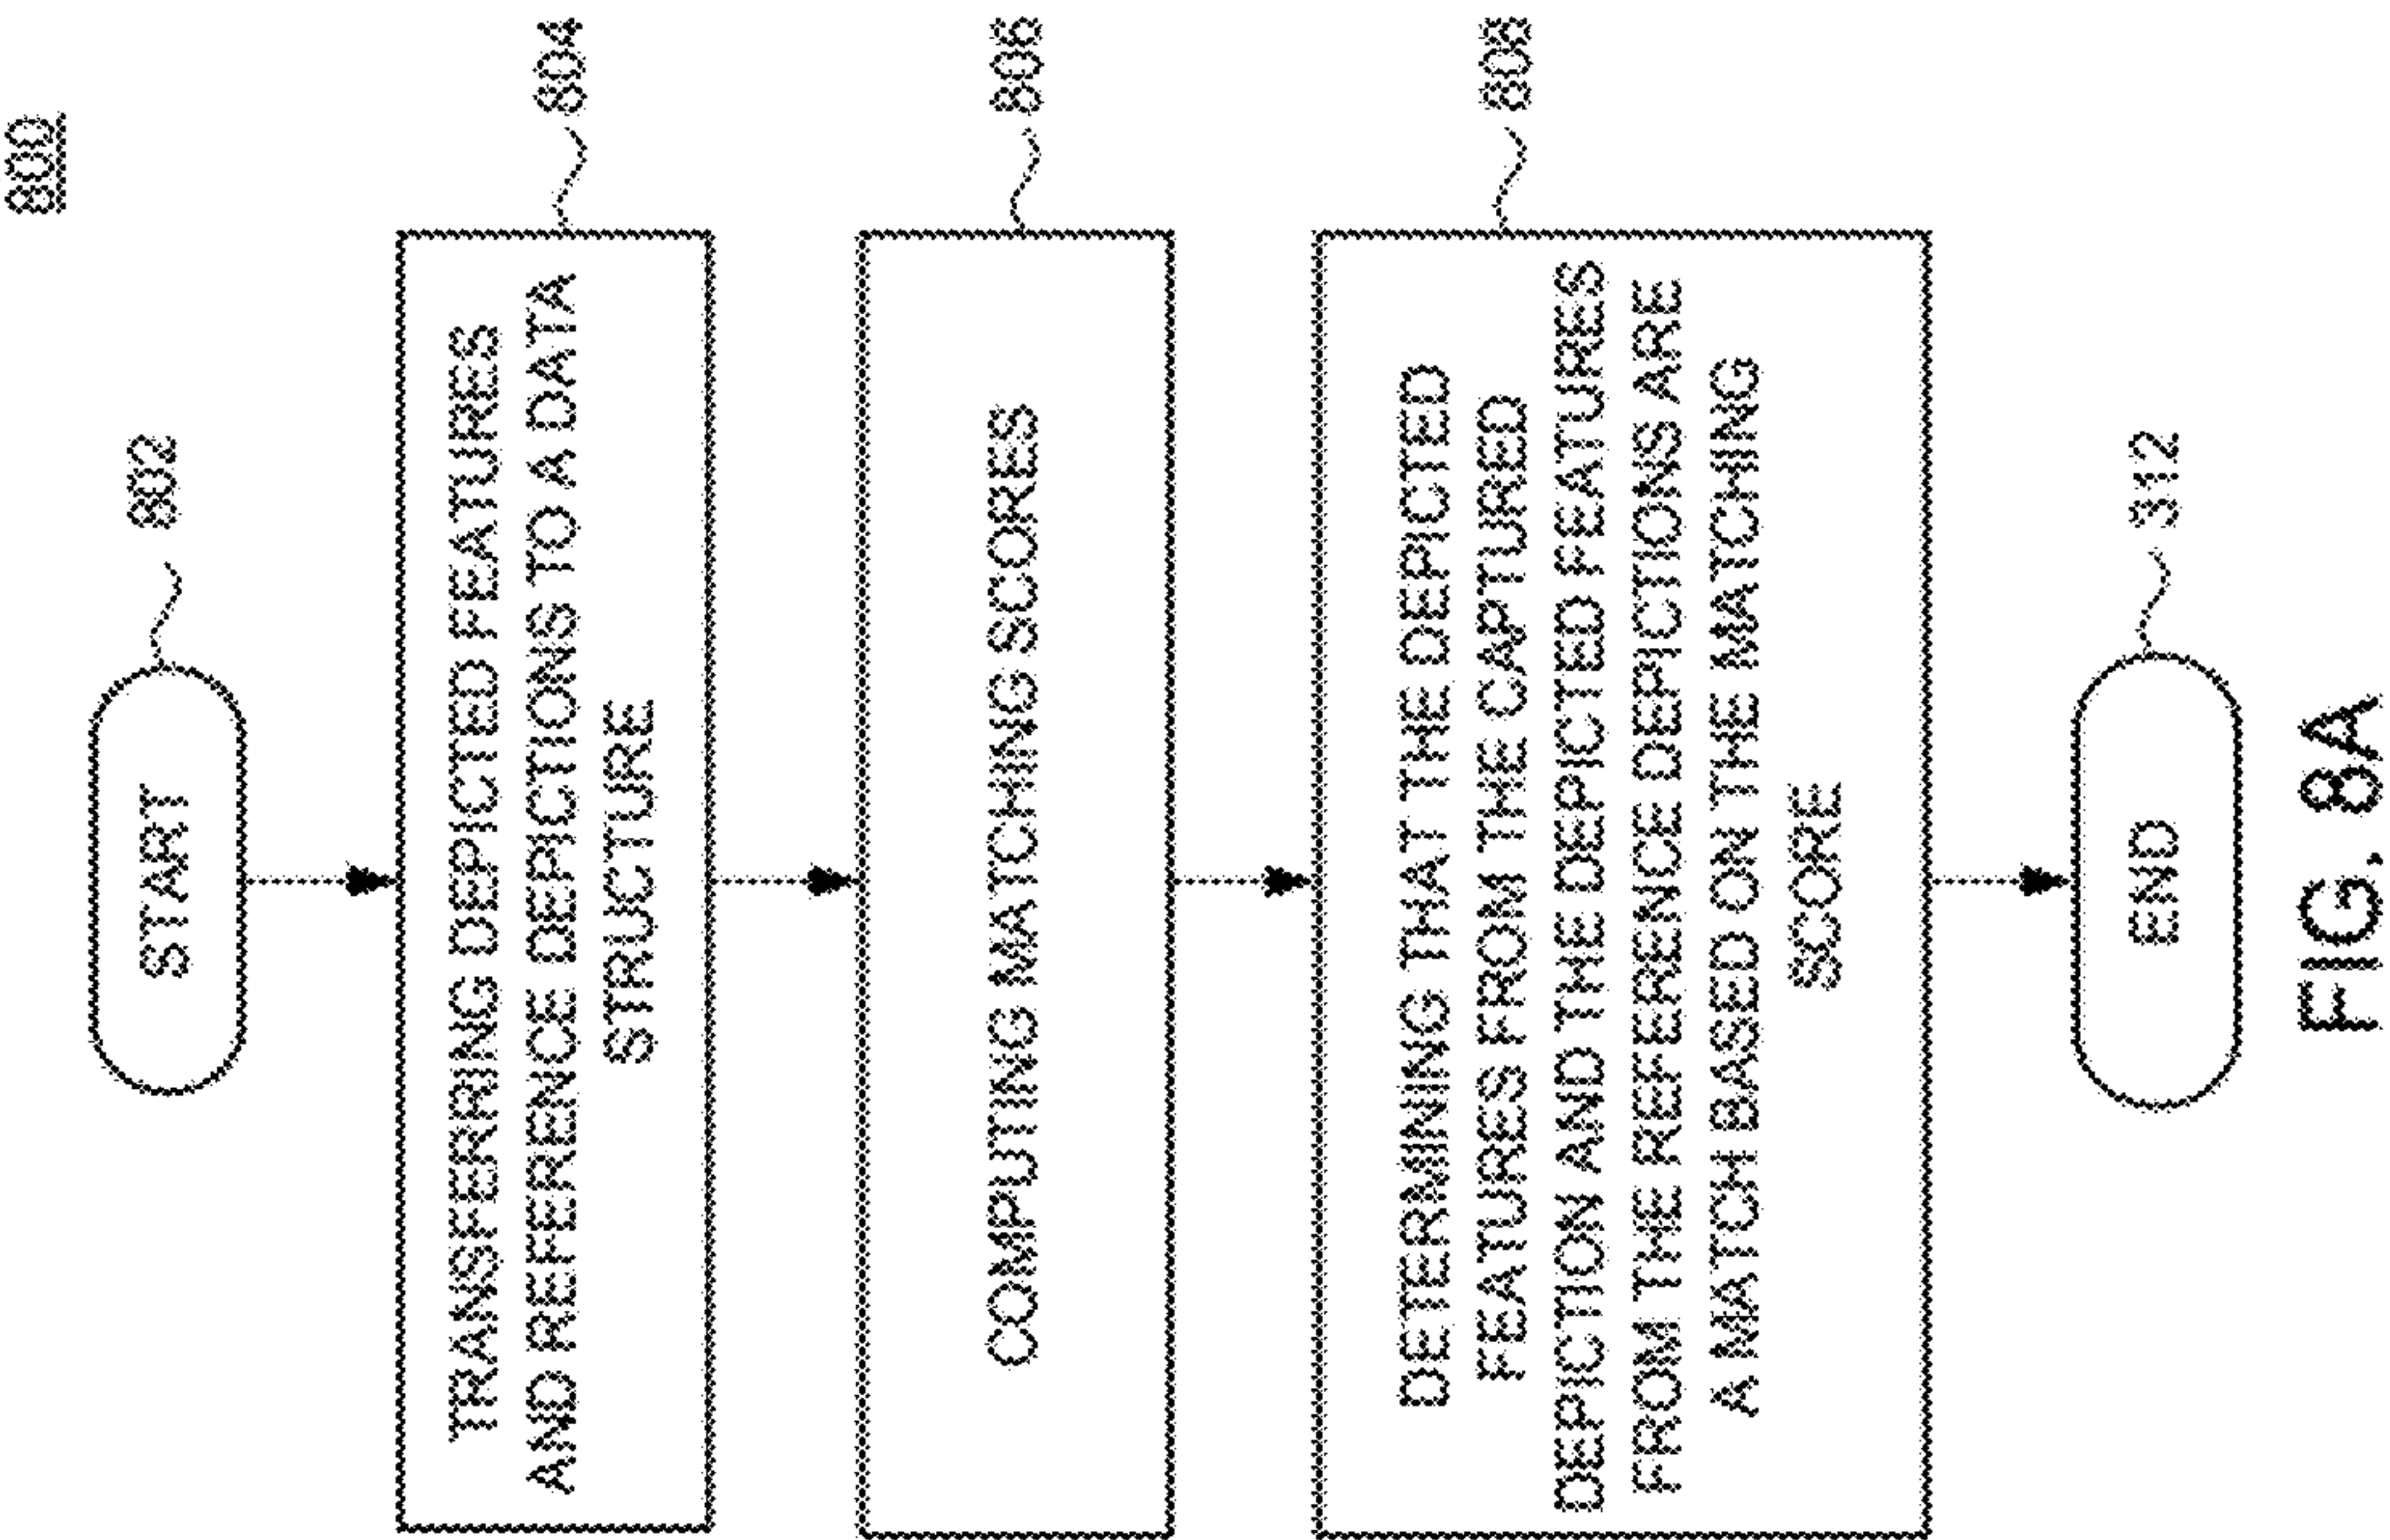 800
START
802
TRANSFERRING DEPICTED FEATURES
AND REFERENCE DEPICTIONS TO A DATA
STRUCTURE
804
COMPUTING MATCHING SCORES
806
DETERMINING THAT THE DEPICTED
FEATURES FROM THE CAPTURED
DEPICTION AND THE DEPICTED FEATURES
FROM THE REFERENCE DEPICTIONS ARE
A MATCH BASED ON THE MATCHING
SCORE
808
END
312
FIG. 8A